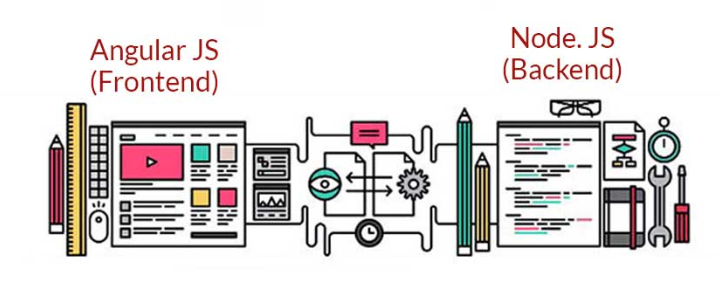 Angular JS
(Frontend)
Node. JS
(Backend)